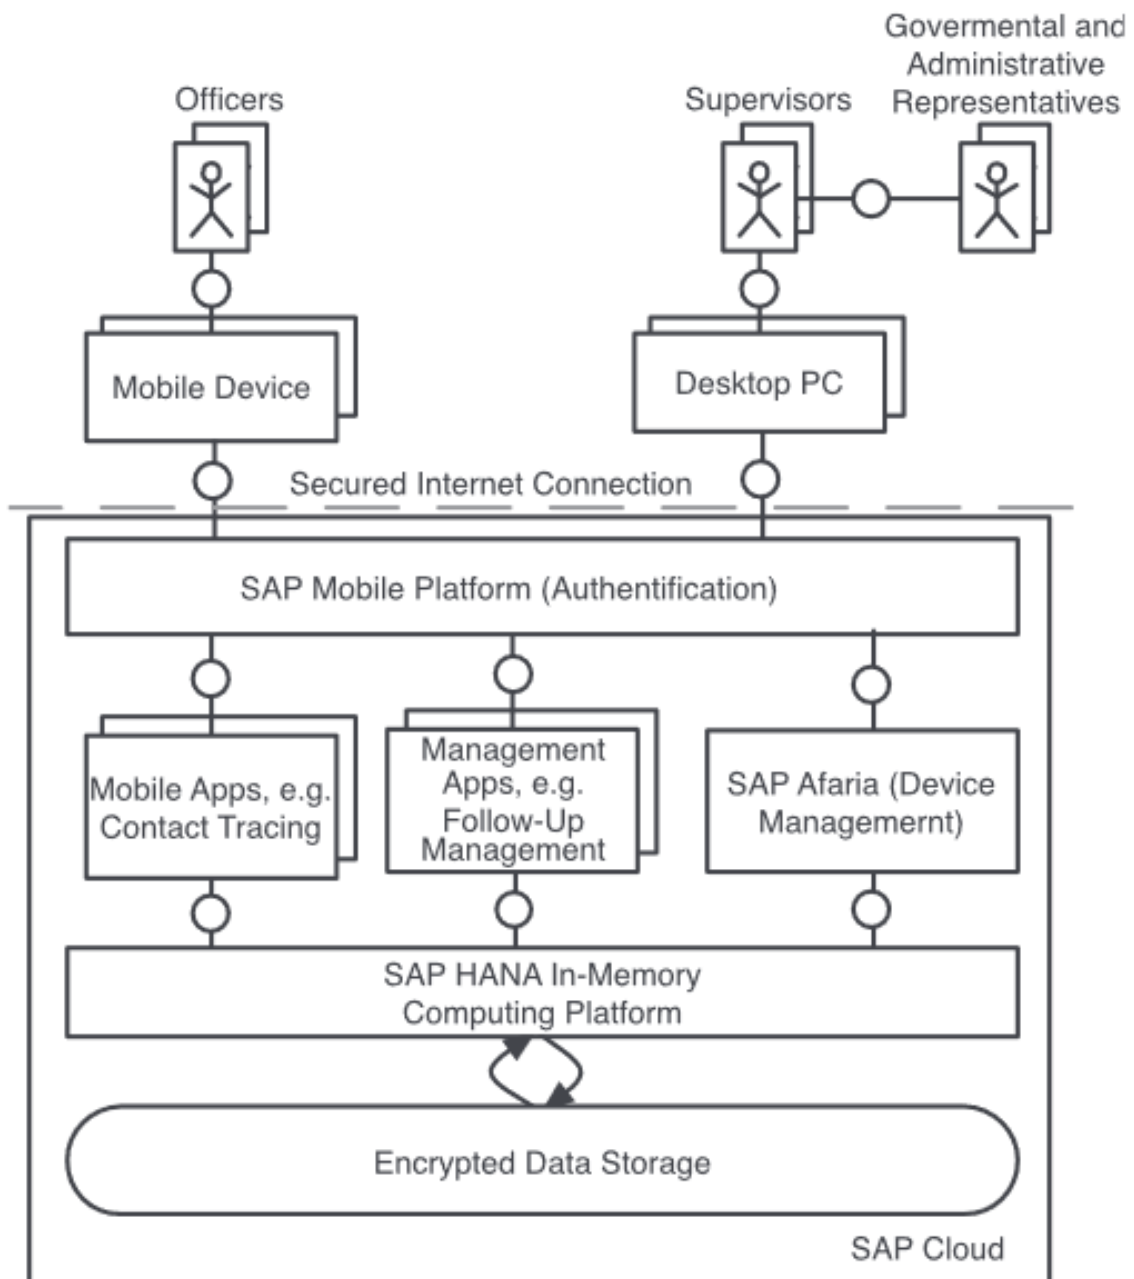 Govermental and
Administrative
Representatives
Officers
Supervisors
Mobile Device
Desktop PC
Secured Internet Connection
SAP Mobile Platform (Authentification)
Mobile Apps, e.g.
Contact Tracing
Management
Apps, e.g.
Follow-Up
Management
SAP Afaria (Device
Managemernt)
SAP HANA In-Memory
Computing Platform
Encrypted Data Storage
SAP Cloud